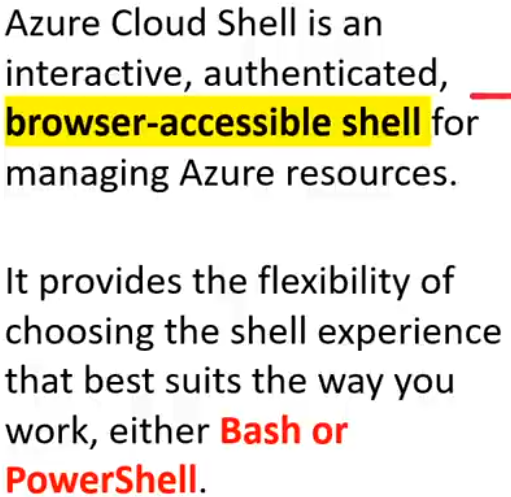 Azure Cloud Shell is an
interactive, authenticated,
browser-accessible shell for
managing Azure resources.
It provides the flexibility of
choosing the shell experience
that best suits the way you
work, either Bash or
PowerShell.